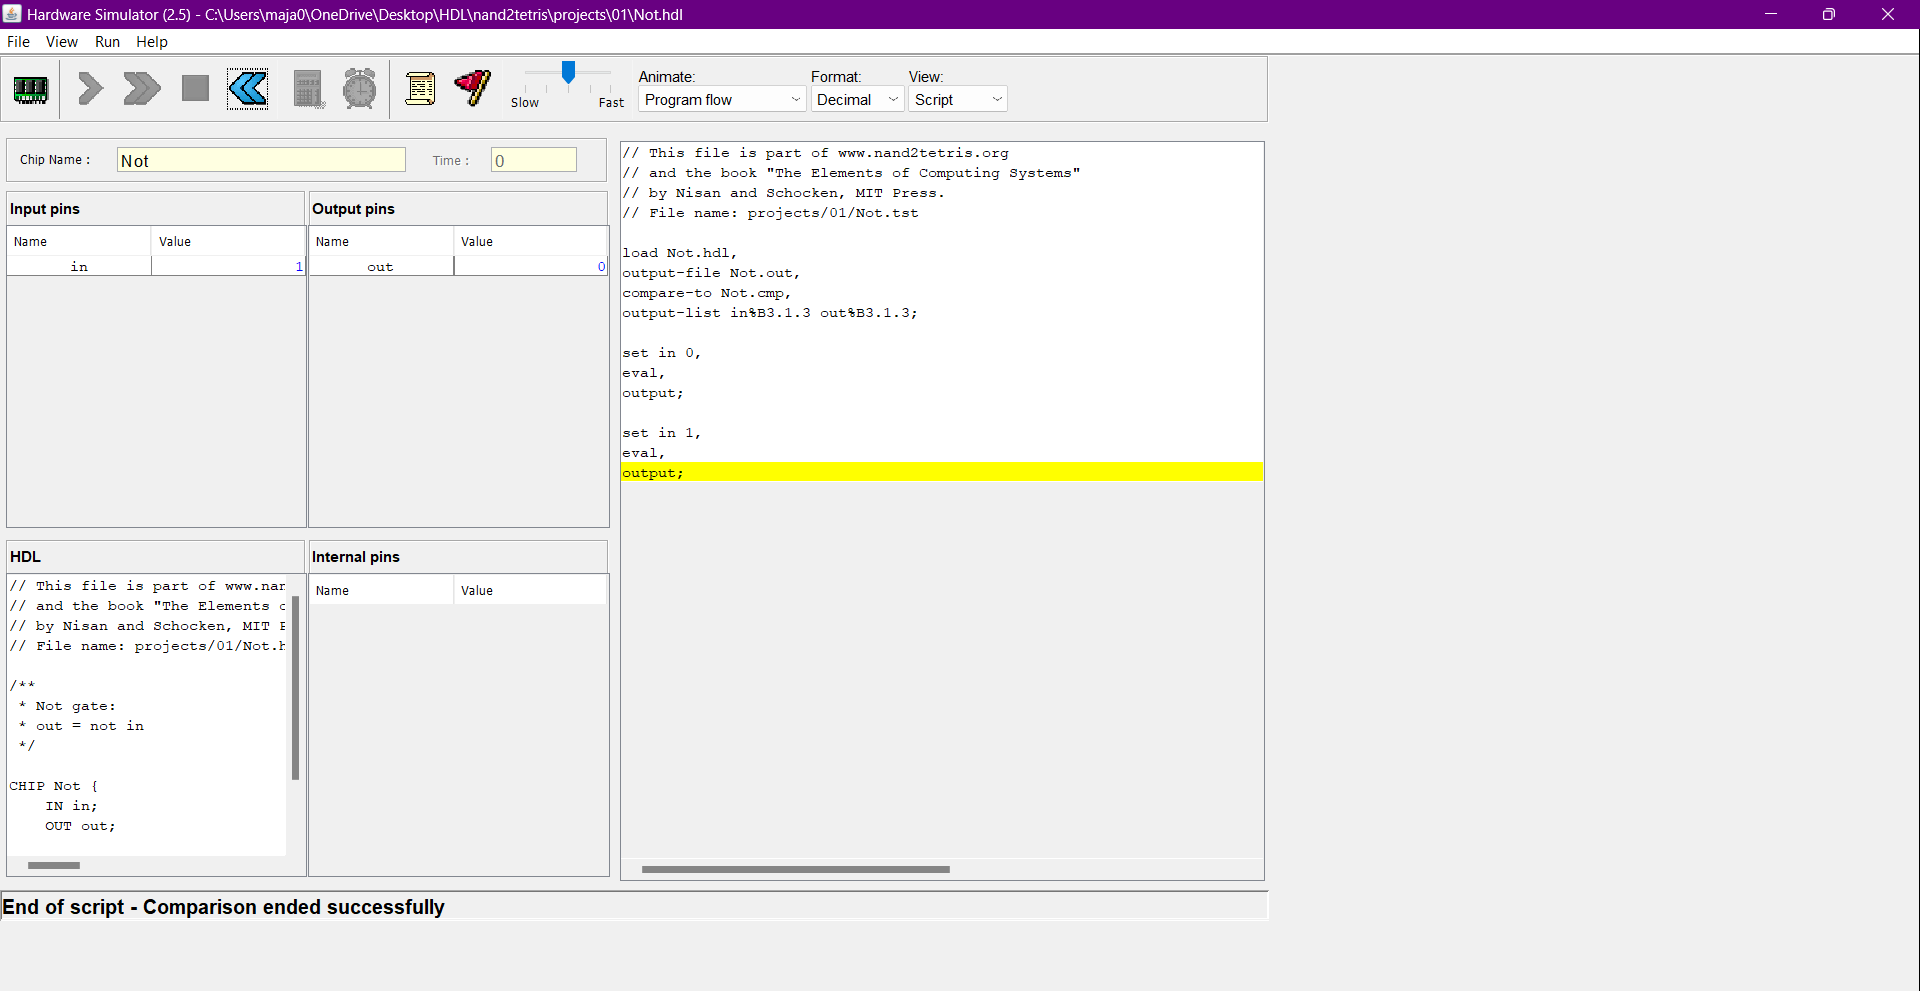 Hardware Simulator (2.5) - C:\Users\maja0\OneDrive\Desktop\HDL\nand2tetris\projects\01\Not.hdl
File View Run Help
Slow Fast
Animate: Format: View:
Program flow Decimal Script
Chip Name : Not Time : 0
Input pins
Name Value
in 1
Output pins
Name Value
out 0
HDL
// This file is part of www.nan
// and the book "The Elements c
// by Nisan and Schocken, MIT P
// File name: projects/01/Not.h
/**
* Not gate:
* out = not in
*/
CHIP Not {
IN in;
OUT out;
Internal pins
Name Value
// This file is part of www.nand2tetris.org
// and the book "The Elements of Computing Systems"
// by Nisan and Schocken, MIT Press.
// File name: projects/01/Not.tst
load Not.hdl,
output-file Not.out,
compare-to Not.cmp,
output-list in%B3.1.3 out%B3.1.3;
set in 0,
eval,
output;
set in 1,
eval,
output;
End of script - Comparison ended successfully